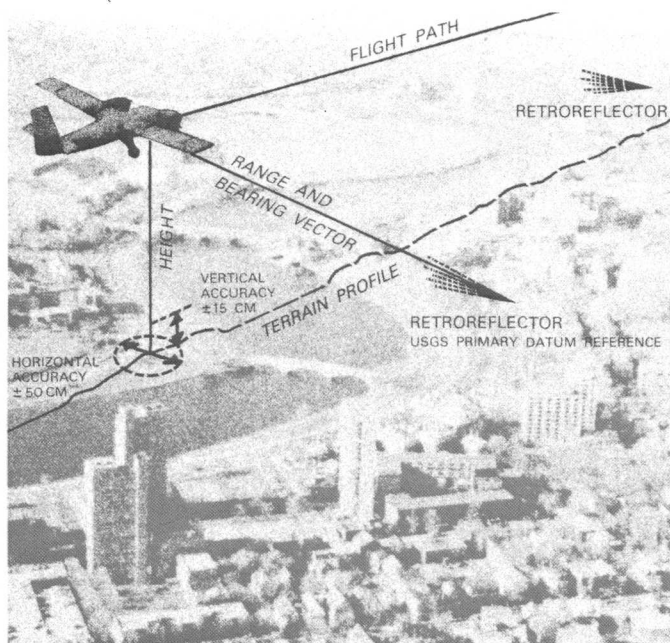 FLIGHT PATH
RETROREFLECTOR
RANGE AND
BEARING VECTOR
HEIGHT
VERTICAL
ACCURACY
±15 CM
TERRAIN PROFILE
RETROREFLECTOR
USGS PRIMARY DATUM REFERENCE
HORIZONTAL
ACCURACY
±50 CM